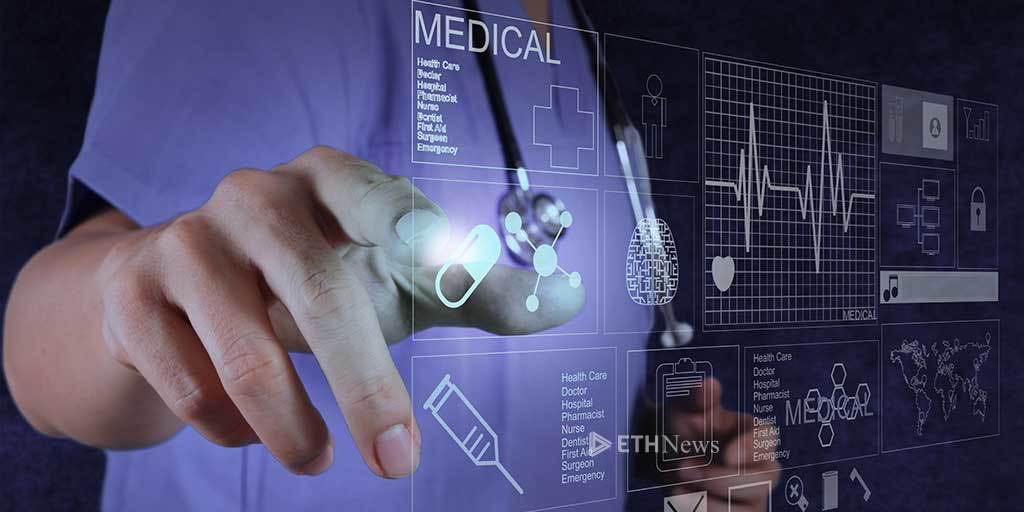 MEDICAL
Health Care
Doctor
Hospital
Pharmacist
Nurse
Dentist
First Aid
Surgeon
Emergency
MEDICAL
Health Care
Doctor
Hospital
Pharmacist
Nurse
Dentist
First Aid
Surgeon
Emergency
ETHNews
Health Care
Doctor
Hospital
Pharmacist
Nurse
Dentist
First Aid
Surgeon
Emergency
MEDICAL